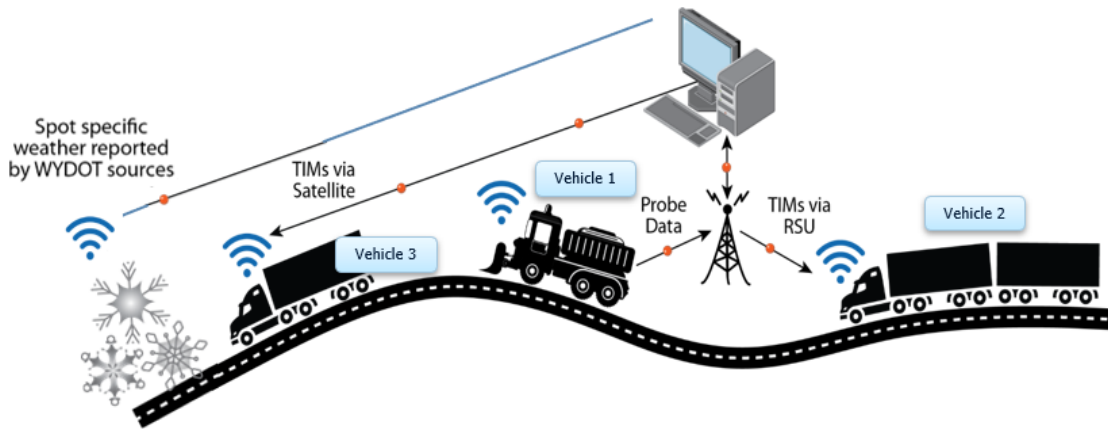 Spot specific
weather reported
by WYDOT sources
TIMs via
Satellite
Vehicle 1
Probe
Data
TIMs via
RSU
Vehicle 2
Vehicle 3